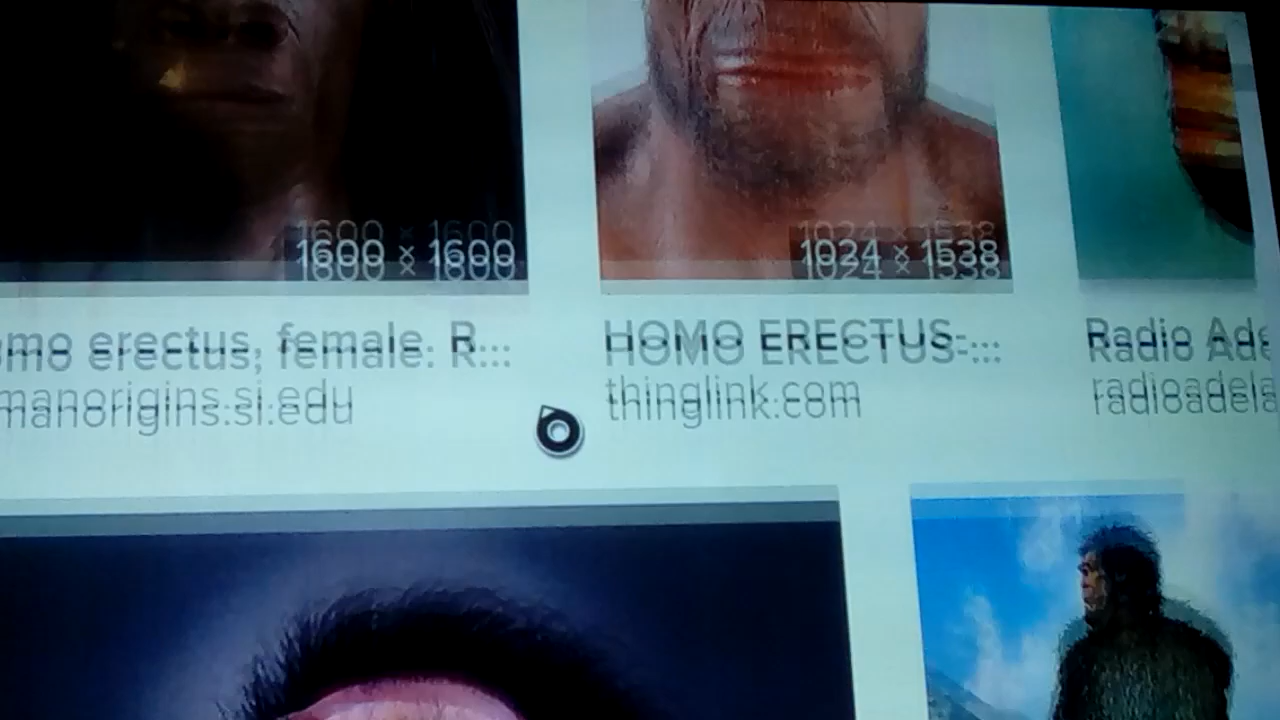 1600 × 1600
1024 × 1538
mo erectus, female. R...
HOMO ERECTUS-...
Radio Ade
manorigins.si.edu
thinglink.com
radioadela